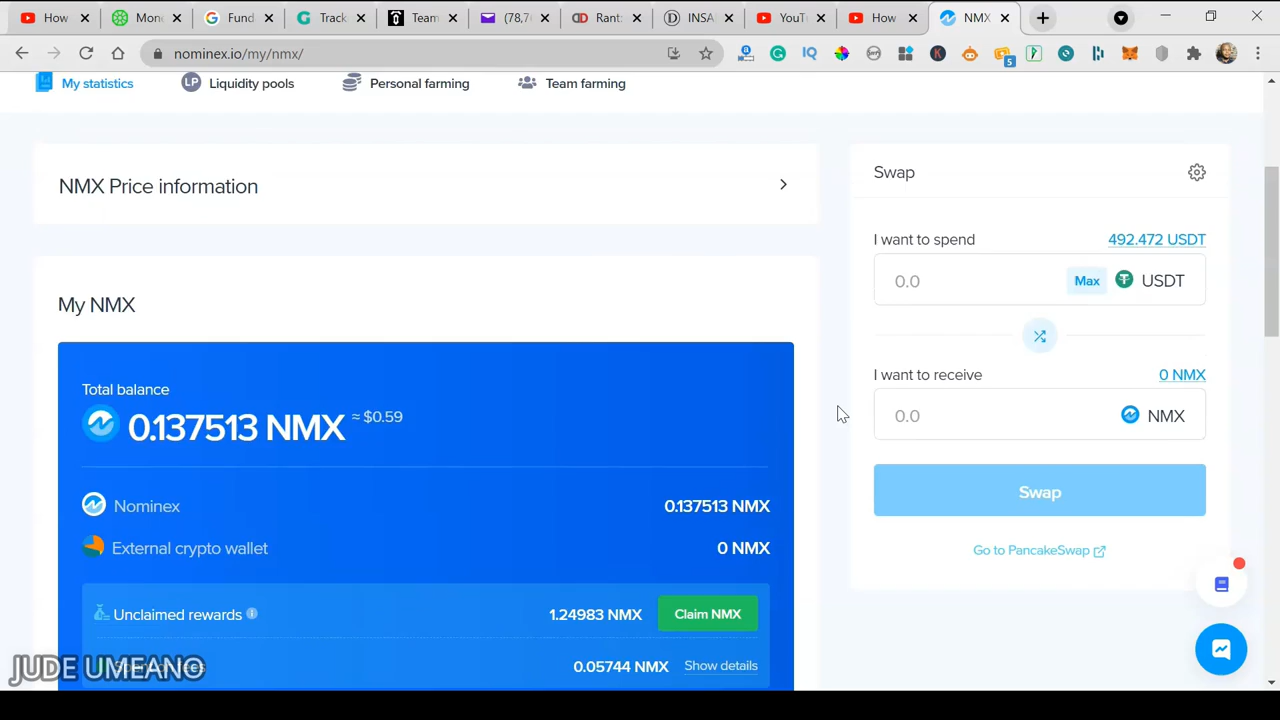 How
Mone
Fund
Track
Team
(78,7
Rant:
INSA
YouT
How
NMX
nominex.io/my/nmx/
5
My statistics
LP Liquidity pools
Personal farming
Team farming
NMX Price information
My NMX
Total balance
0.137513 NMX ≈ $0.59
Nominex 0.137513 NMX
External crypto wallet 0 NMX
Unclaimed rewards 1.24983 NMX Claim NMX
0.05744 NMX Show details
JUDE UMEANO
Swap
I want to spend 492.472 USDT
0.0 Max USDT
I want to receive 0 NMX
0.0 NMX
Swap
Go to PancakeSwap